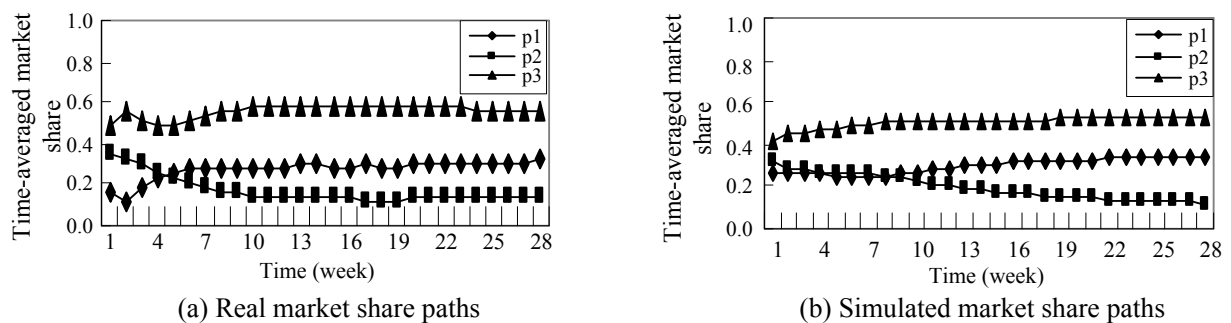 Time-averaged market
share
1.0
0.8
0.6
0.4
0.2
0.0
p1
p2
p3
1 4 7 10 13 16 19 22 25 28
Time (week)
(a) Real market share paths
Time-averaged market
share
1.0
0.8
0.6
0.4
0.2
0.0
p1
p2
p3
1 4 7 10 13 16 19 22 25 28
Time (week)
(b) Simulated market share paths